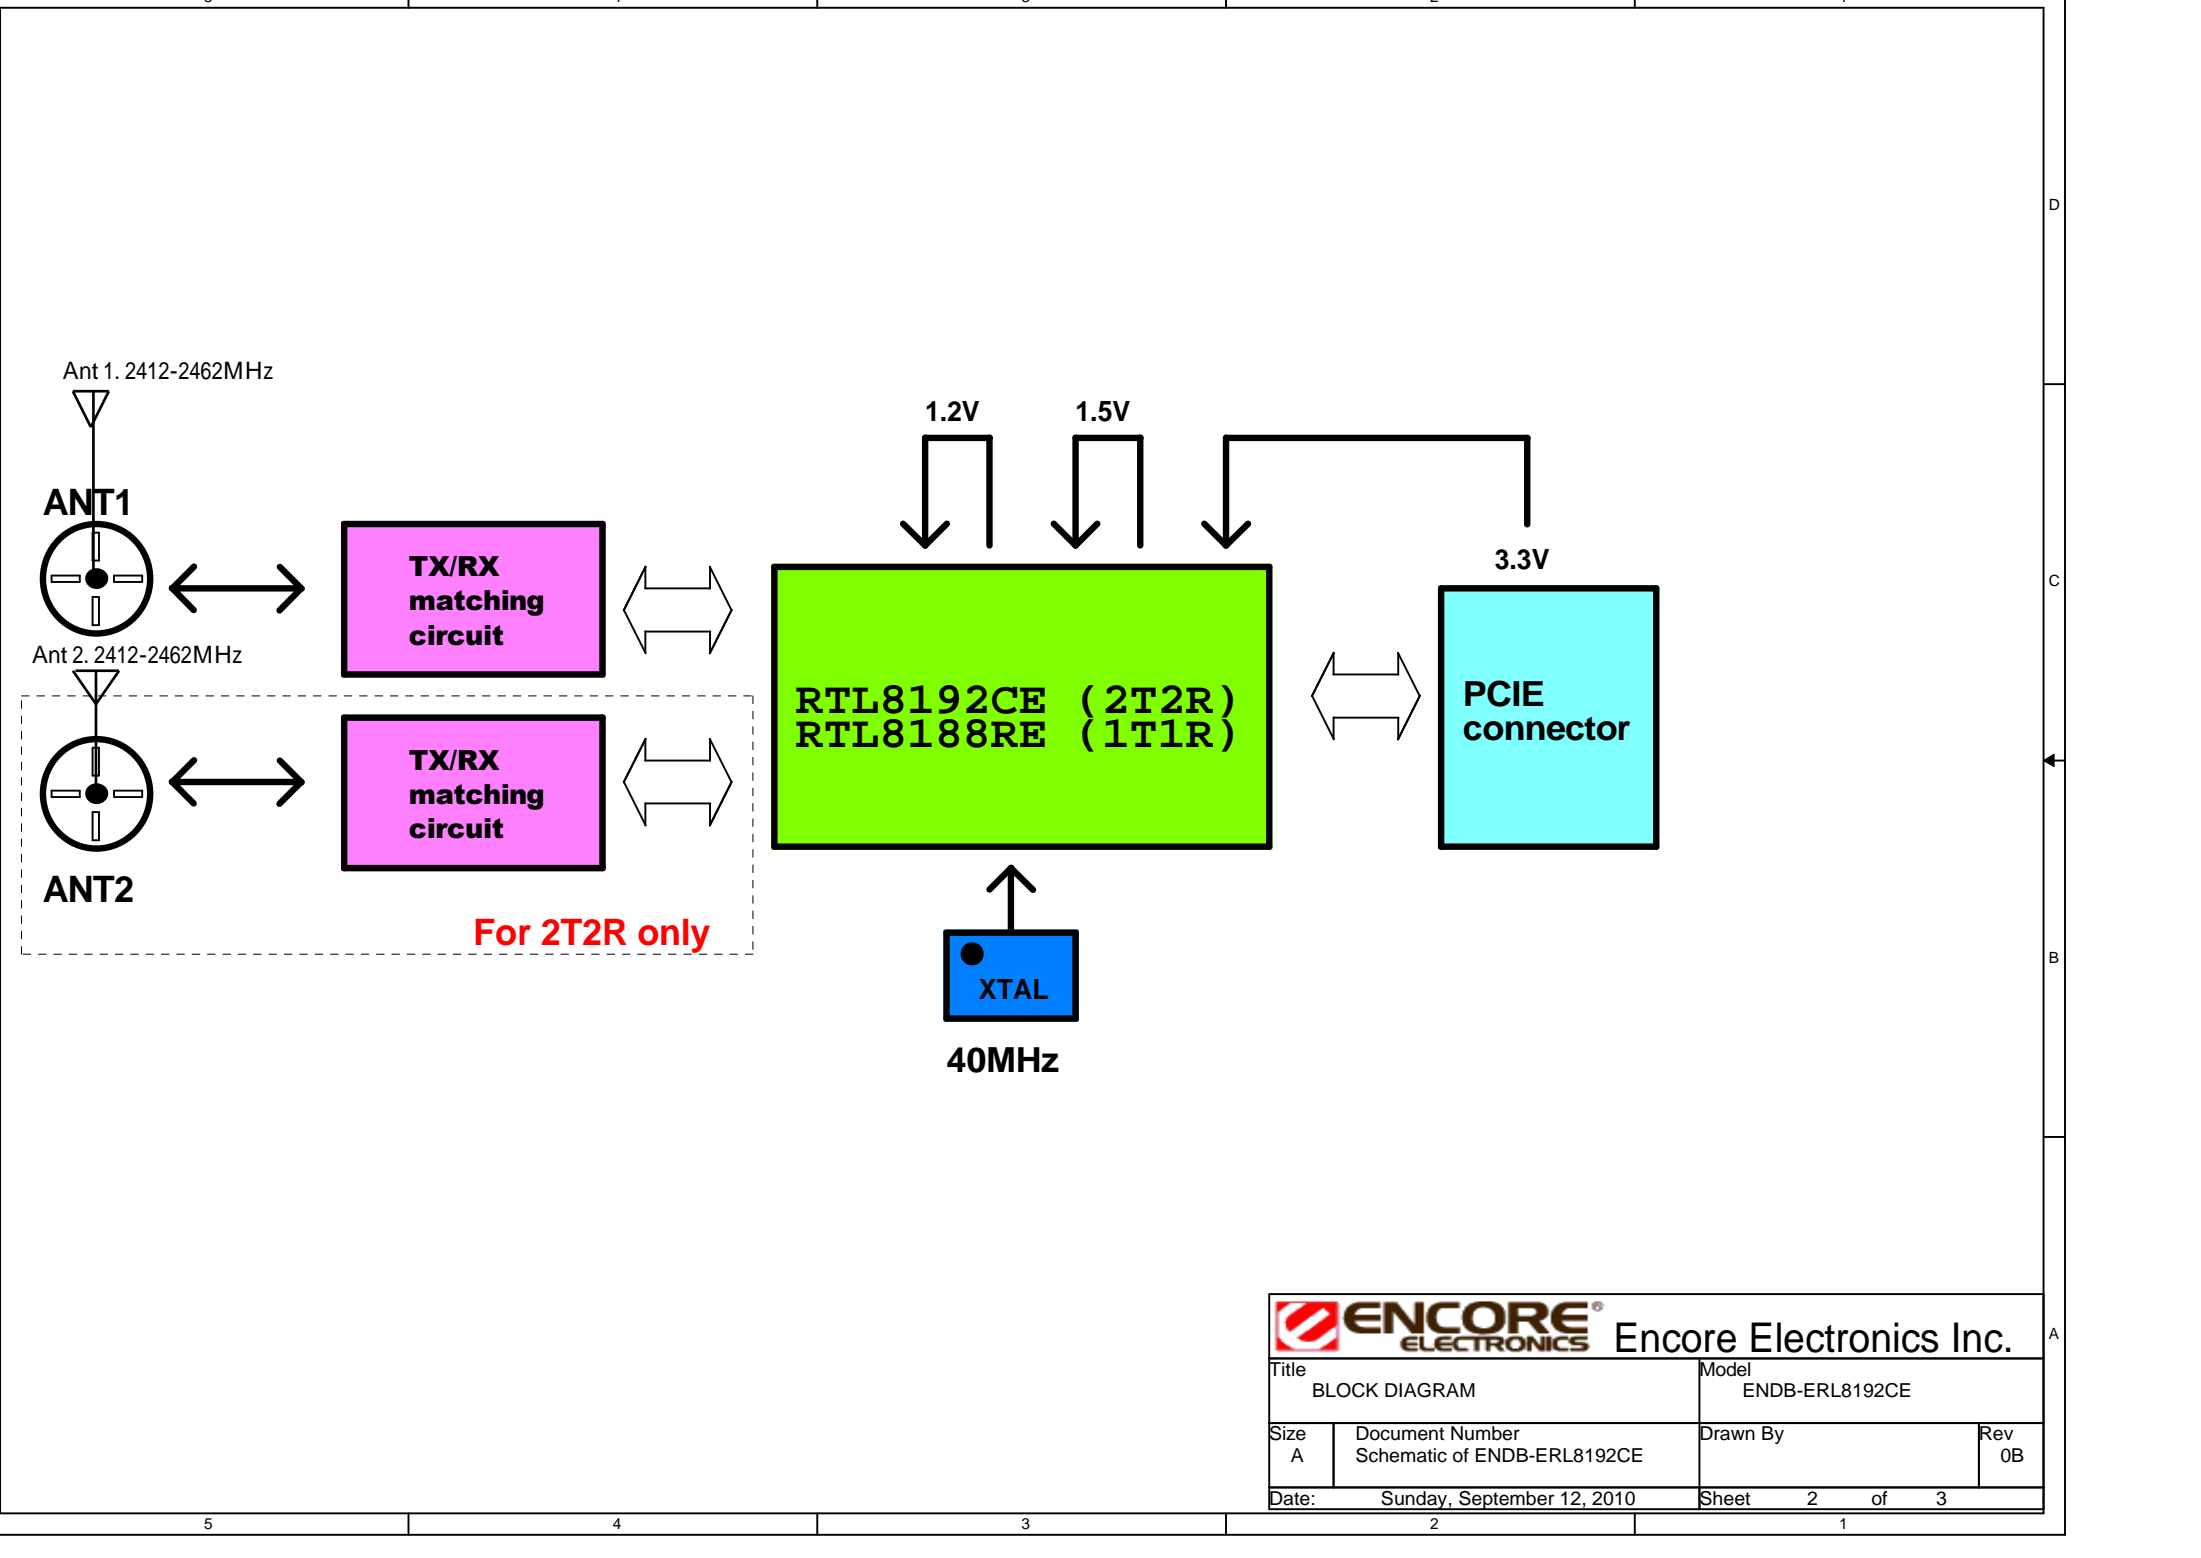 Ant 1. 2412-2462MHz
1.2V
1.5V
ANT1
3.3V
TX/RX
matching
circuit
Ant 2. 2412-2462MHz
RTL8192CE (2T2R)
RTL8188RE (1T1R)
PCIE
connector
TX/RX
matching
circuit
ANT2
For 2T2R only
XTAL
40MHz
D
C
B
A
ENCORE®
ELECTRONICS
Encore Electronics Inc.
Title
BLOCK DIAGRAM
Model
ENDB-ERL8192CE
Size
A
Document Number
Schematic of ENDB-ERL8192CE
Drawn By
Rev
0B
Date: Sunday, September 12, 2010
Sheet 2 of 3
5 4 3 2 1